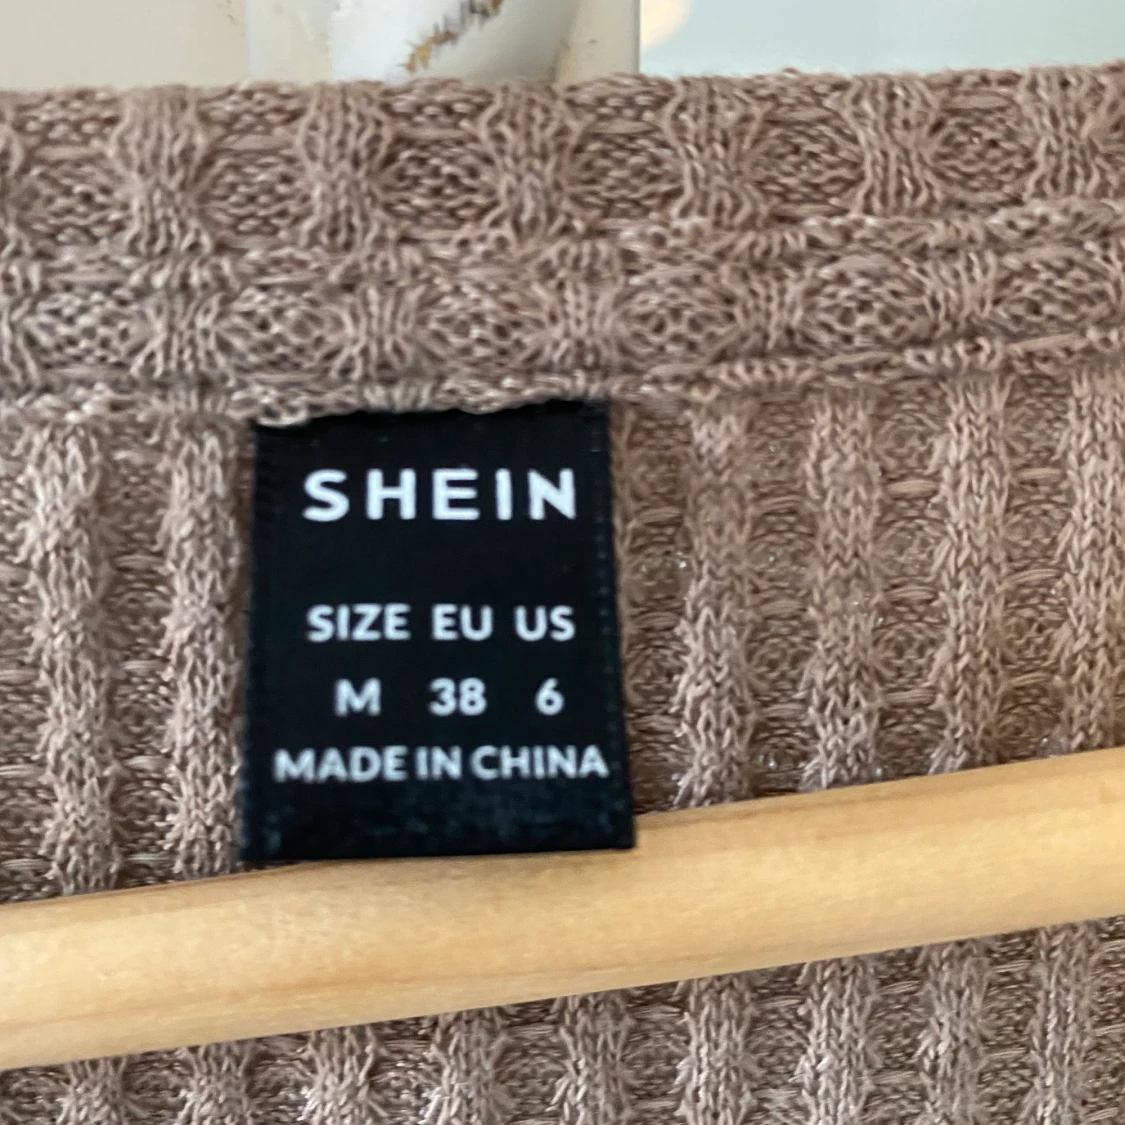 SHEIN
SIZE EU US
M 38 6
MADE IN CHINA